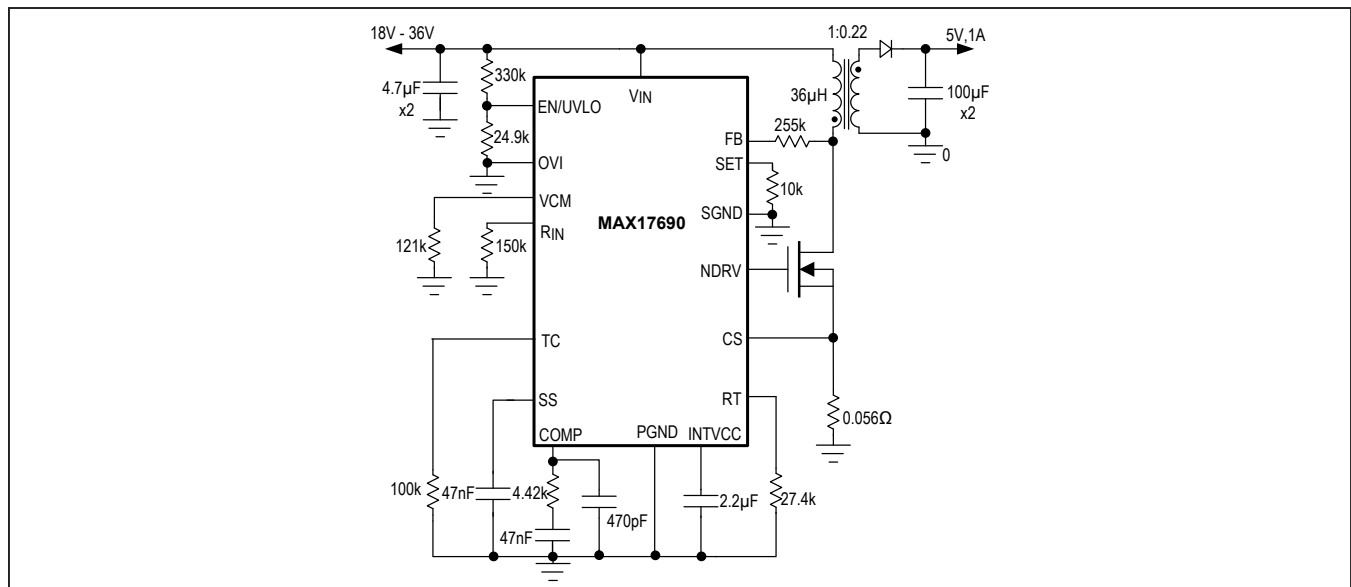 18V - 36V
1:0.22
5V,1A
4.7µF
x2
330k
VIN
36µH
100µF
x2
EN/UVLO
24.9k
FB
255k
0
OVI
SET
10k
VCM
SGND
MAX17690
RIN
121k
150k
NDRV
TC
CS
SS
RT
0.056Ω
COMP
PGND
INTVCC
100k
47nF
4.42k
470pF
2.2µF
27.4k
47nF